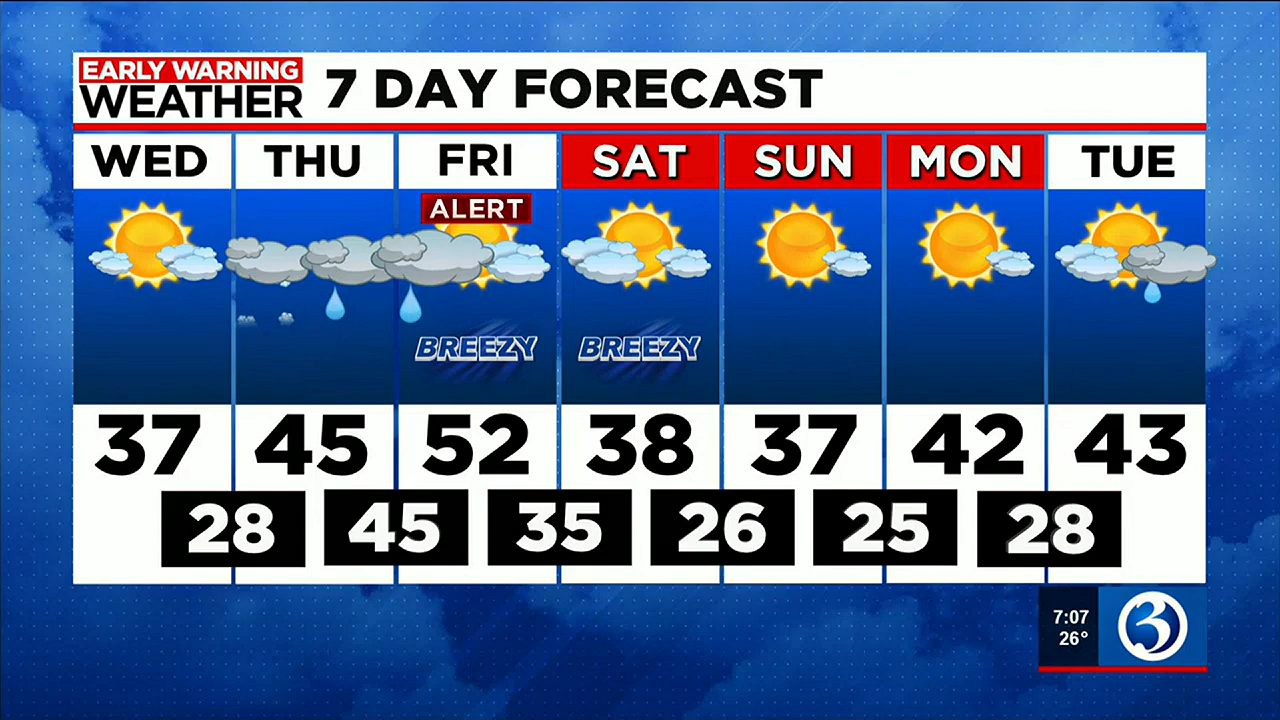 EARLY WARNING
WEATHER
7 DAY FORECAST
WED THU FRI SAT SUN MON TUE
ALERT
BREEZY BREEZY
37 45 52 38 37 42 43
28 45 35 26 25 28
7:07
26°
3